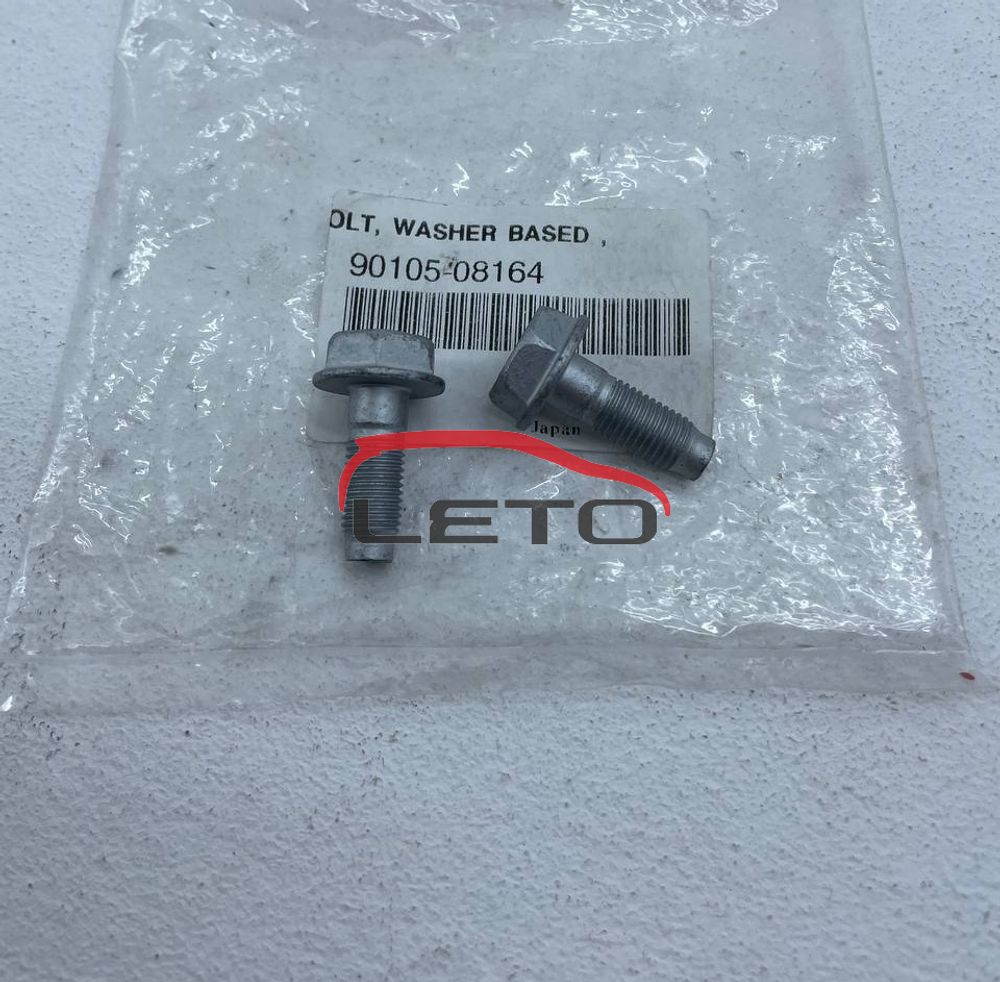 OLT, WASHER BASED ,
90105-08164
Japan
LETO